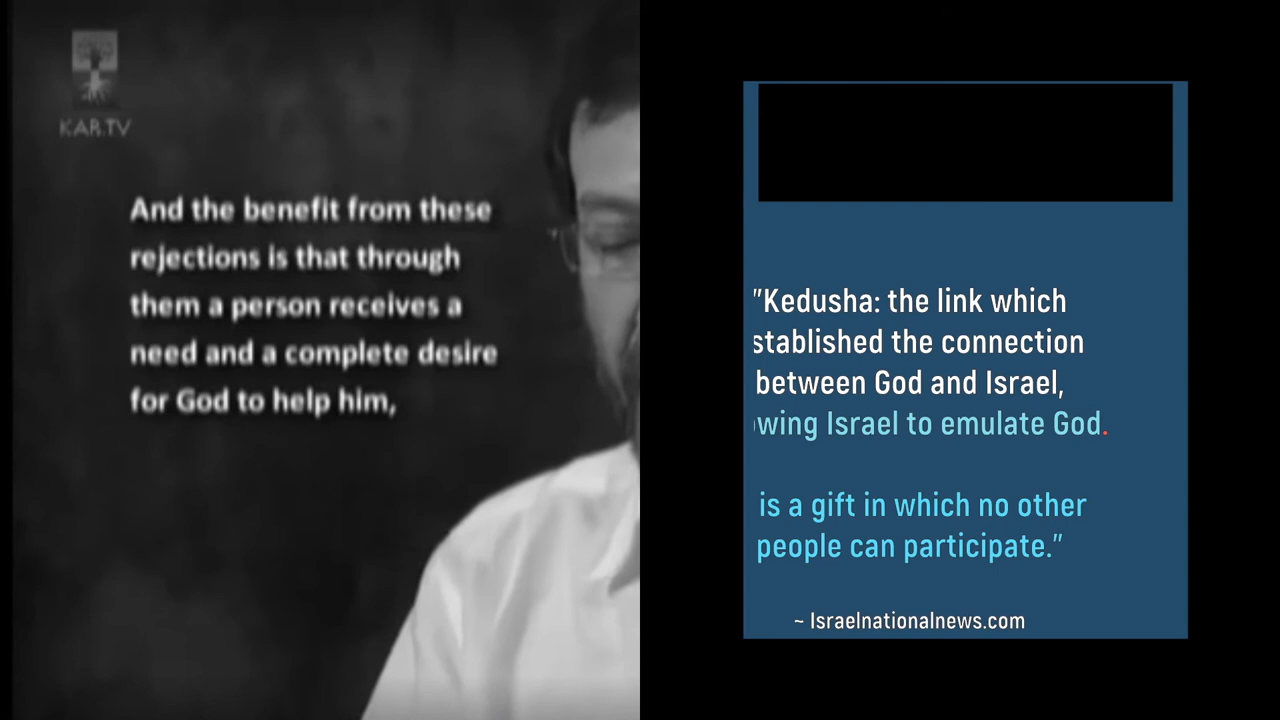 KAB.TV
And the benefit from these
rejections is that through
them a person receives a
need and a complete desire
for God to help him,
"Kedusha: the link which
stablished the connection
between God and Israel,
wing Israel to emulate God.
is a gift in which no other
people can participate."
~ Israelnationalnews.com